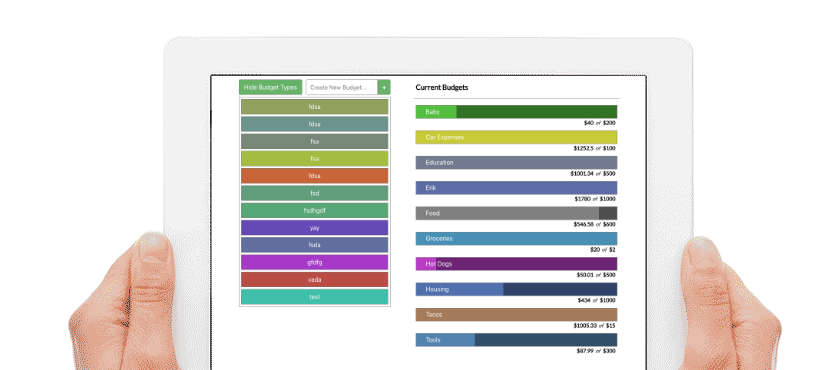 Hide Budget Types
Create New Budget...
+
fdsa
fdsa
fsa
fsa
fdsa
fsd
fsdhgdf
yay
fsda
gfdfg
vada
test
Current Budgets
Baby
$40 of $200
Car Expenses
$1252.5 of $100
Education
$1001.34 of $500
Erik
$1780 of $1000
Food
$546.58 of $600
Groceries
$20 of $2
Hot Dogs
$50.01 of $500
Housing
$434 of $1000
Tacos
$1005.33 of $15
Tools
$87.99 of $300